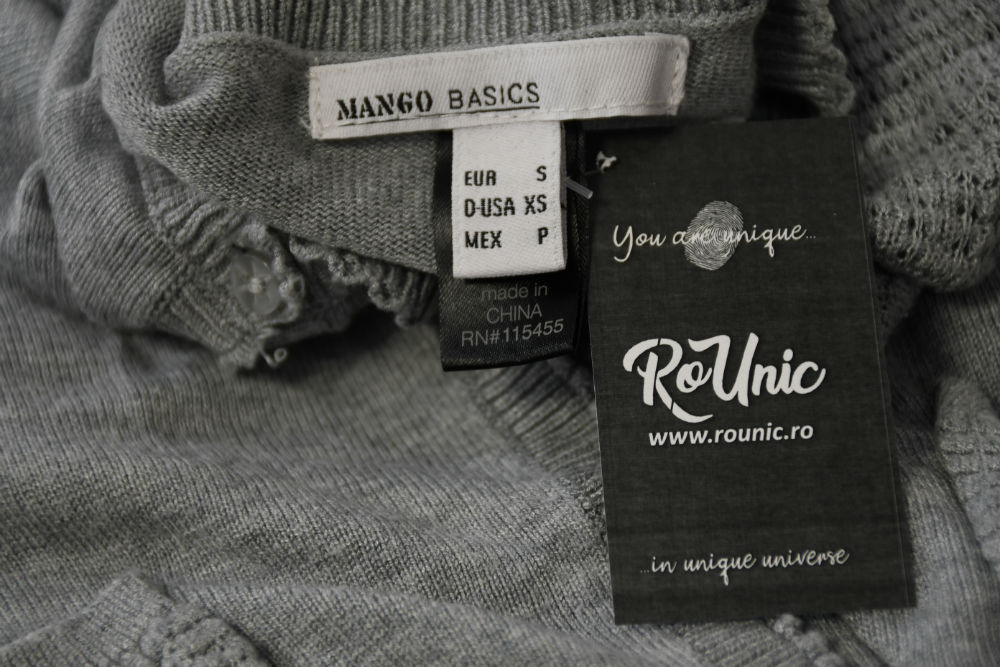 MANGO BASICS
EUR S
D-USA XS
MEX P
made in
CHINA
RN#115455
You are unique...
RoUnic
www.rounic.ro
...in unique universe